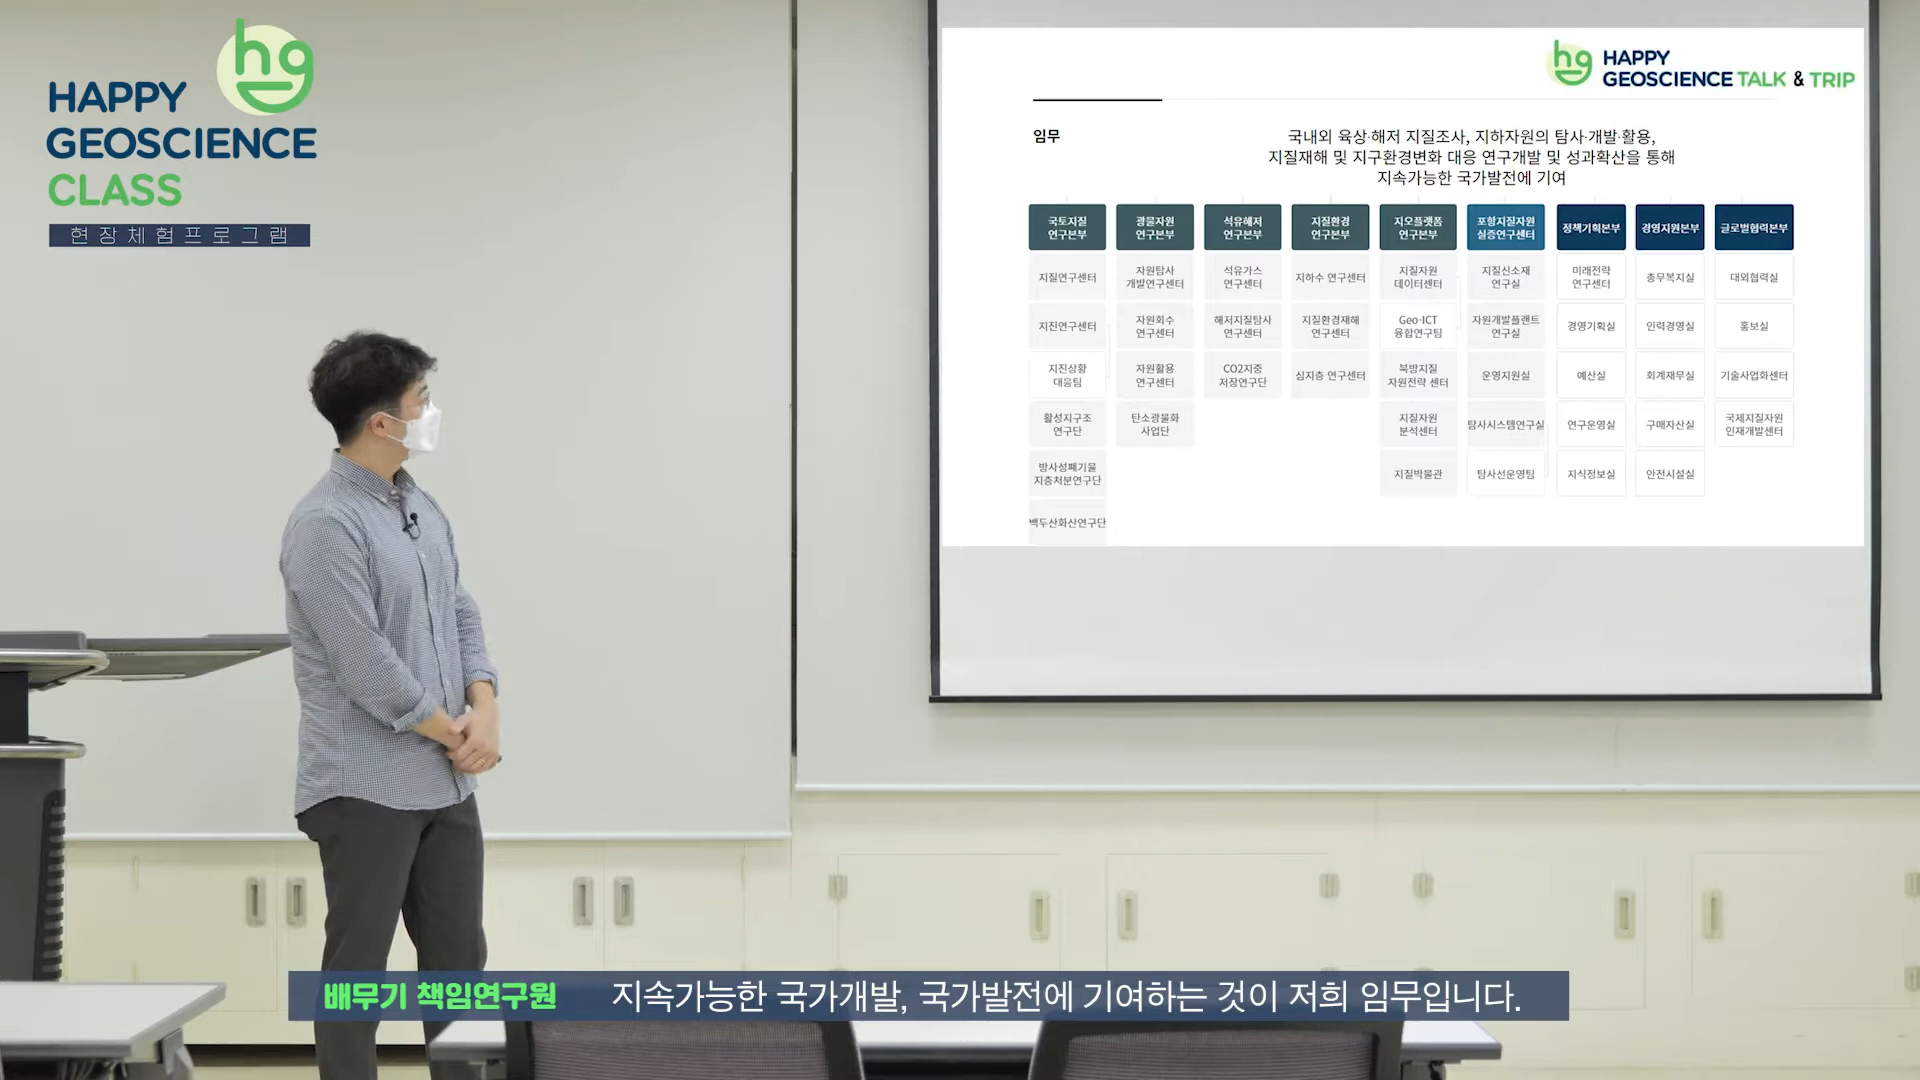 hg
HAPPY
GEOSCIENCE
CLASS
현장체험프로그램
hg
HAPPY
GEOSCIENCE TALK & TRIP
임무
국내외 육상·해저 지질조사, 지하자원의 탐사·개발·활용,
지질재해 및 지구환경변화 대응 연구개발 및 성과확산을 통해
지속가능한 국가발전에 기여
국토지질
연구본부
지질연구센터
지진연구센터
지진상황
대응팀
활성지구조
연구단
방사성폐기물
지층처분연구단
백두산화산연구단
광물자원
연구본부
자원탐사
개발연구센터
자원회수
연구센터
자원활용
연구센터
탄소광물화
사업단
석유해저
연구본부
석유가스
연구센터
해저지질탐사
연구센터
CO2지중
저장연구단
지질환경
연구본부
지하수 연구센터
지질환경재해
연구센터
심지층 연구센터
지오플랫폼
연구본부
지질자원
데이터센터
Geo-ICT
융합연구팀
북방지질
자원전략 센터
지질자원
분석센터
지질박물관
포항지질자원
실증연구센터
지질신소재
연구실
자원개발플랜트
연구실
운영지원실
탐사시스템연구실
탐사선운영팀
정책기획본부
미래전략
연구센터
경영기획실
예산실
연구운영실
지식정보실
경영지원본부
총무복지실
인력경영실
회계재무실
구매자산실
안전시설실
글로벌협력본부
대외협력실
홍보실
기술사업화센터
국제지질자원
인재개발센터
배무기 책임연구원 지속가능한 국가개발, 국가발전에 기여하는 것이 저희 임무입니다.